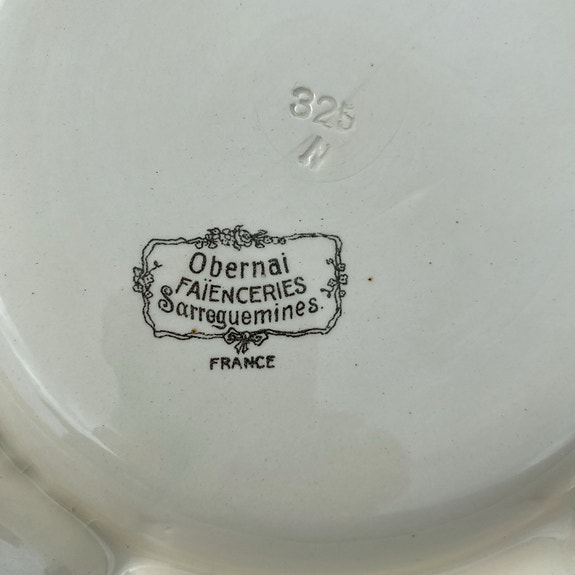 325
N
Obernai
FAÏENCERIES
Sarreguemines.
FRANCE